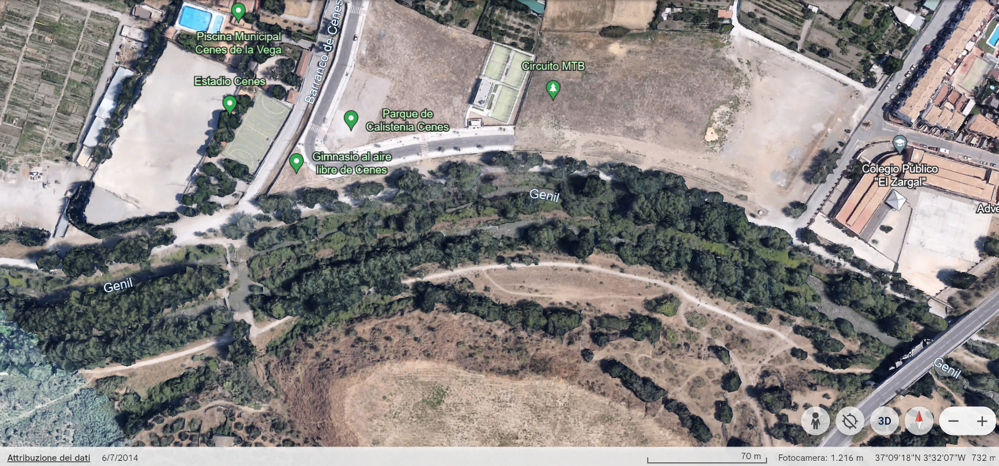 Piscina Municipal
Cenes de la Vega
Estadio Cenes
Barranco de Cenes
Circuito MTB
Parque de
Calistenia Cenes
Gimnasio al aire
libre de Cenes
Colegio Público
"El Zargal"
Adve
Genil
Genil
Genil
3D
Attribuzione dei dati
6/7/2014
70 m
Fotocamera: 1.216 m
37°09'18"N 3°32'07"W
732 m